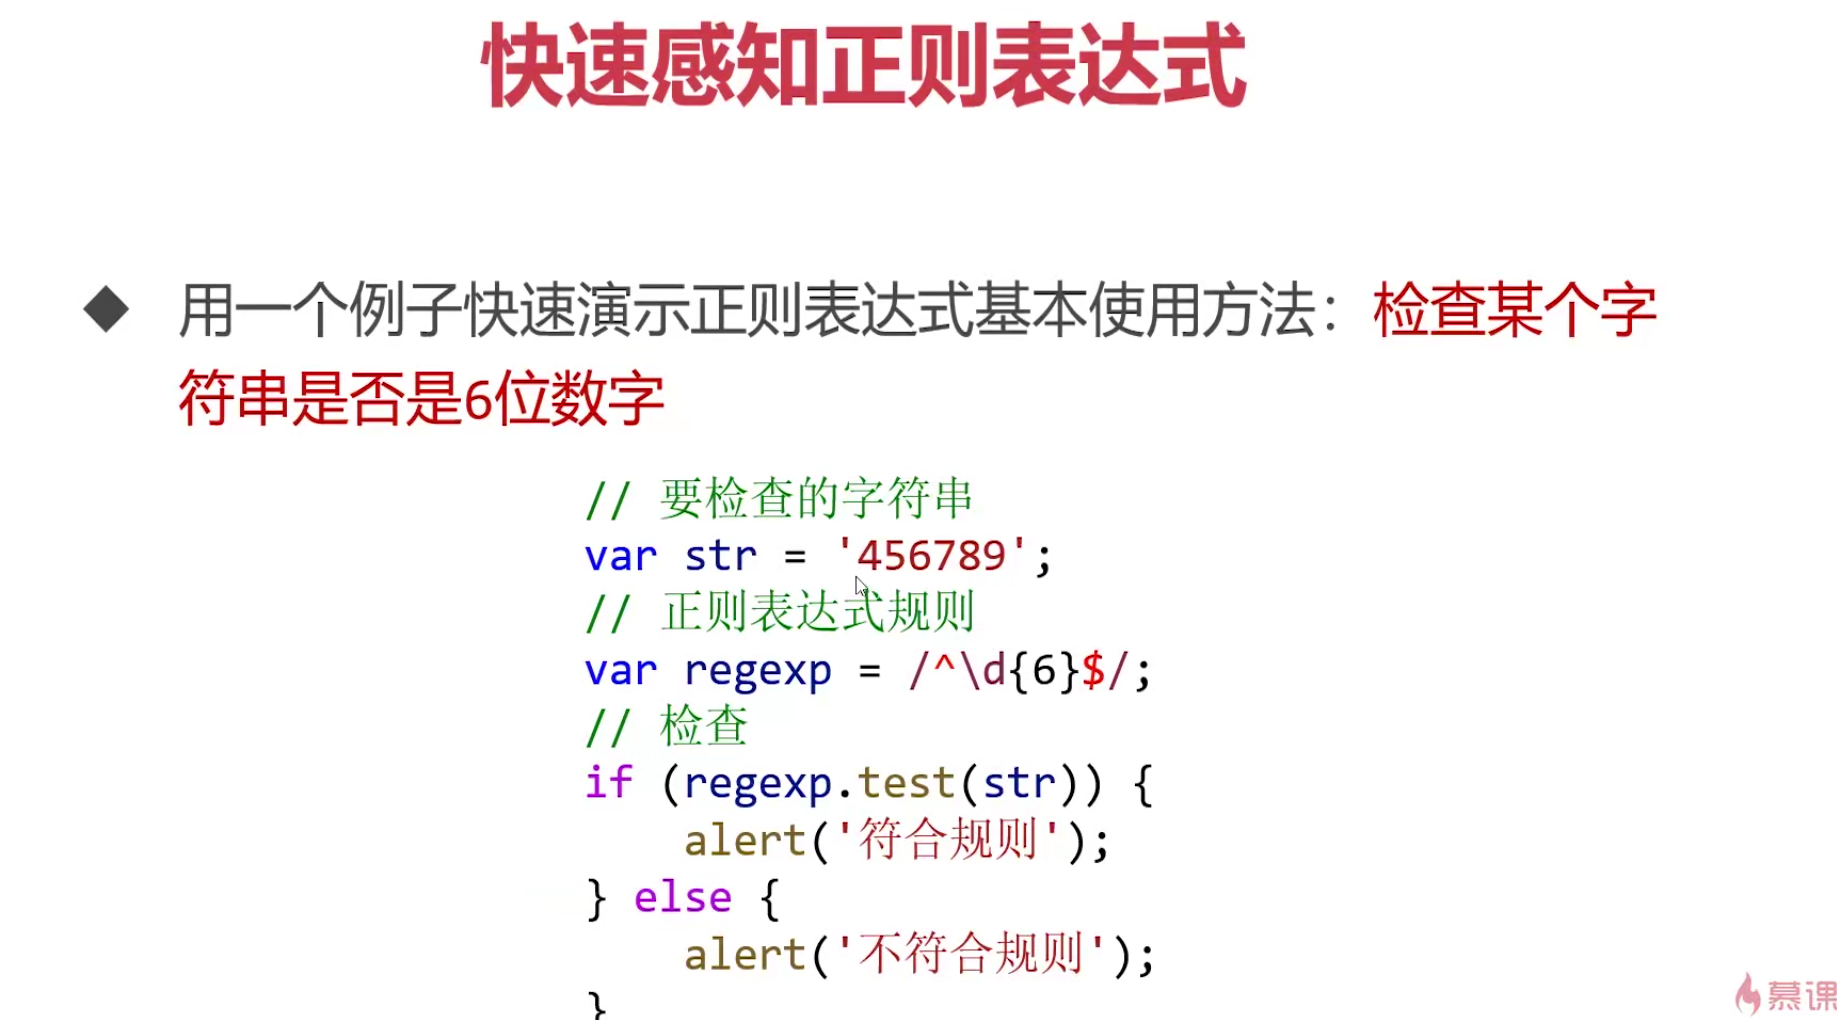 快速感知正则表达式
用一个例子快速演示正则表达式基本使用方法：检查某个字
符串是否是6位数字
// 要检查的字符串
var str = '456789';
// 正则表达式规则
var regexp = /^\d{6}$/;
// 检查
if (regexp.test(str)) {
    alert('符合规则');
} else {
    alert('不符合规则');
}
慕课